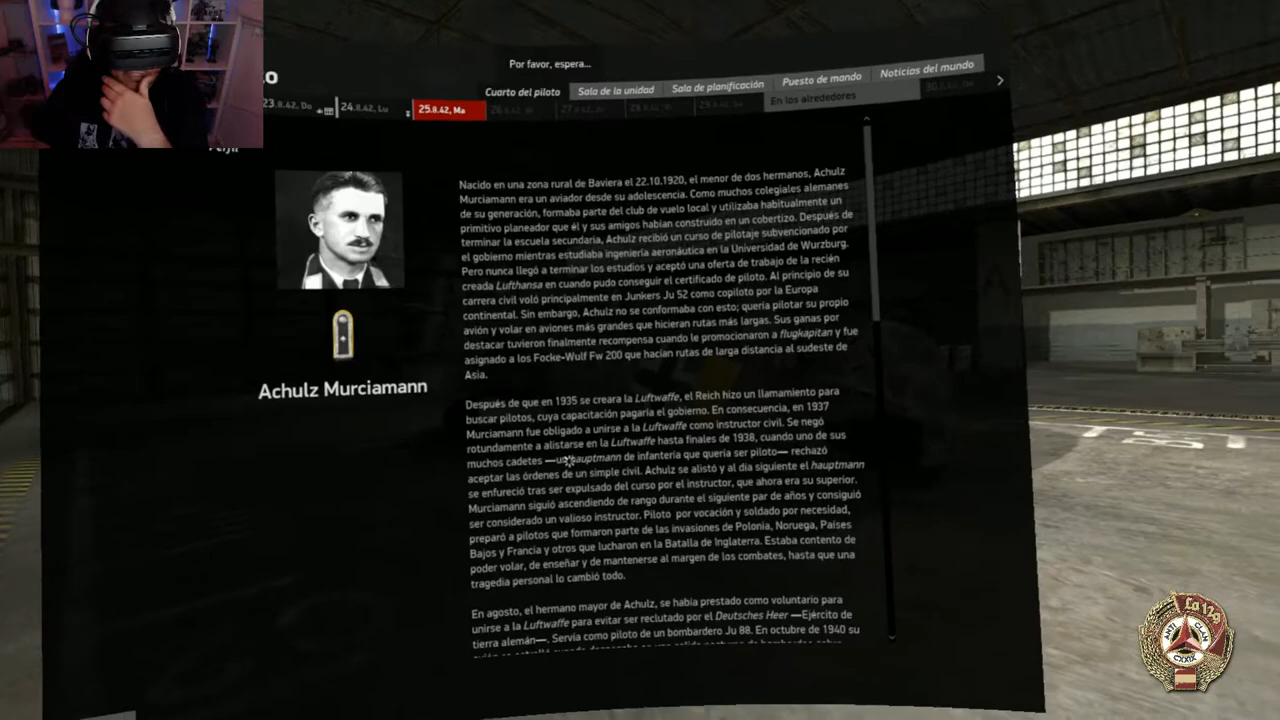 Por favor, espera...
Cuarto del piloto
Sala de la unidad
Sala de planificación
Puesto de mando
Noticias del mundo
23.8.42, Do
24.8.42, Lu
25.8.42, Ma
En los alrededores
Perfil
Nacido en una zona rural de Baviera el 22.10.1920, el menor de dos hermanos, Achulz
Murciamann era un aviador desde su adolescencia. Como muchos colegiales alemanes
de su generación, formaba parte del club de vuelo local y utilizaba habitualmente un
primitivo planeador que él y sus amigos habían construido en un cobertizo. Después de
terminar la escuela secundaria, Achulz recibió un curso de pilotaje subvencionado por
el gobierno mientras estudiaba ingeniería aeronáutica en la Universidad de Wurzburg.
Pero nunca llegó a terminar los estudios y aceptó una oferta de trabajo de la recién
creada Lufthansa en cuando pudo conseguir el certificado de piloto. Al principio de su
carrera civil voló principalmente en Junkers Ju 52 como copiloto por la Europa
continental. Sin embargo, Achulz no se conformaba con esto; quería pilotar su propio
avión y volar en aviones más grandes que hicieran rutas más largas. Sus ganas por
destacar tuvieron finalmente recompensa cuando le promocionaron a flugkapitan y fue
asignado a los Focke-Wulf Fw 200 que hacían rutas de larga distancia al sudeste de
Asia.
Achulz Murciamann
Después de que en 1935 se creara la Luftwaffe, el Reich hizo un llamamiento para
buscar pilotos, cuya capacitación pagaría el gobierno. En consecuencia, en 1937
Murciamann fue obligado a unirse a la Luftwaffe como instructor civil. Se negó
rotundamente a alistarse en la Luftwaffe hasta finales de 1938, cuando uno de sus
muchos cadetes —un hauptmann de infantería que quería ser piloto— rechazó
aceptar las órdenes de un simple civil. Achulz se alistó y al día siguiente el hauptmann
se enfureció tras ser expulsado del curso por el instructor, que ahora era su superior.
Murciamann siguió ascendiendo de rango durante el siguiente par de años y consiguió
ser considerado un valioso instructor. Piloto por vocación y soldado por necesidad,
preparó a pilotos que formaron parte de las invasiones de Polonia, Noruega, Países
Bajos y Francia y otros que lucharon en la Batalla de Inglaterra. Estaba contento de
poder volar, de enseñar y de mantenerse al margen de los combates, hasta que una
tragedia personal lo cambió todo.
En agosto, el hermano mayor de Achulz, se había prestado como voluntario para
unirse a la Luftwaffe para evitar ser reclutado por el Deutsches Heer —Ejército de
tierra alemán—. Servía como piloto de un bombardero Ju 88. En octubre de 1940 su
La 129
CXXIX